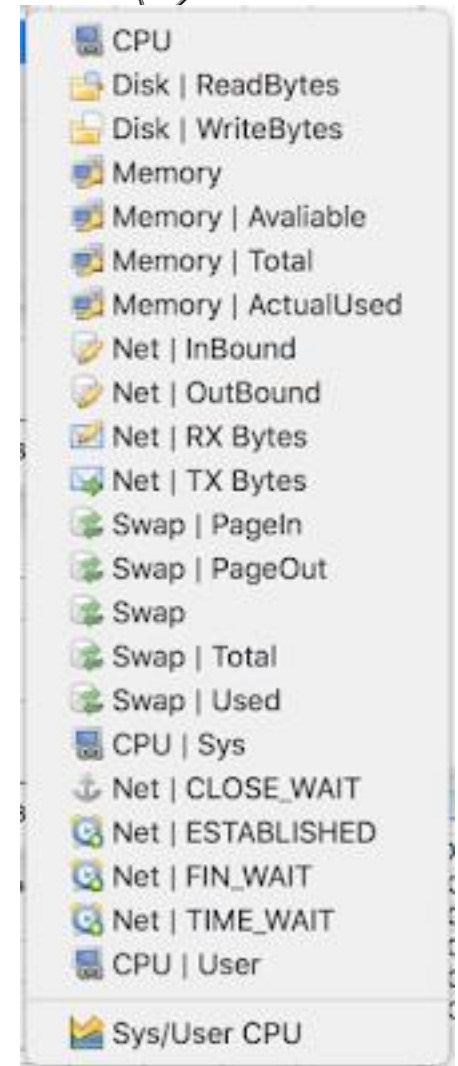 CPU
Disk | ReadBytes
Disk | WriteBytes
Memory
Memory | Avaliable
Memory | Total
Memory | ActualUsed
Net | InBound
Net | OutBound
Net | RX Bytes
Net | TX Bytes
Swap | PageIn
Swap | PageOut
Swap
Swap | Total
Swap | Used
CPU | Sys
Net | CLOSE_WAIT
Net | ESTABLISHED
Net | FIN_WAIT
Net | TIME_WAIT
CPU | User
Sys/User CPU